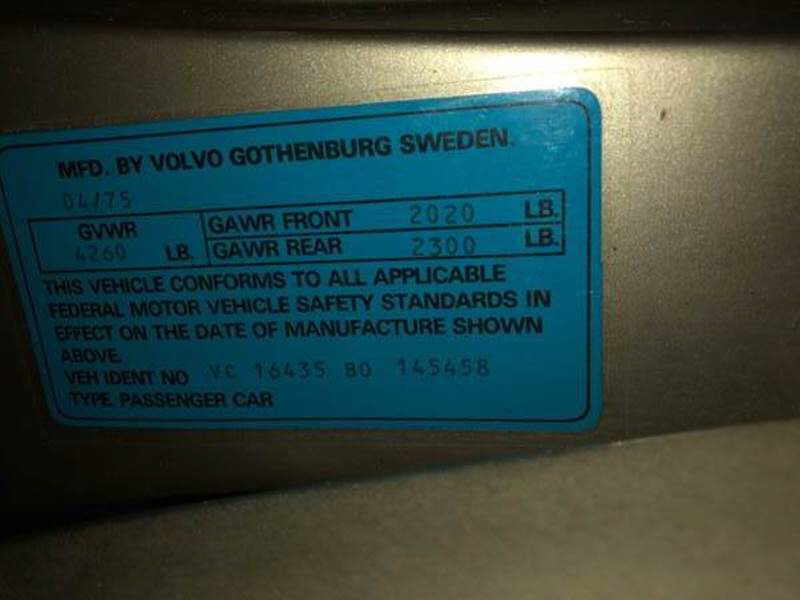 MFD. BY VOLVO GOTHENBURG SWEDEN.
04/75
GVWR
4260 LB.
GAWR FRONT 2020 LB.
GAWR REAR 2300 LB.
THIS VEHICLE CONFORMS TO ALL APPLICABLE
FEDERAL MOTOR VEHICLE SAFETY STANDARDS IN
EFFECT ON THE DATE OF MANUFACTURE SHOWN
ABOVE.
VEH IDENT NO VC 16435 80 145458
TYPE PASSENGER CAR